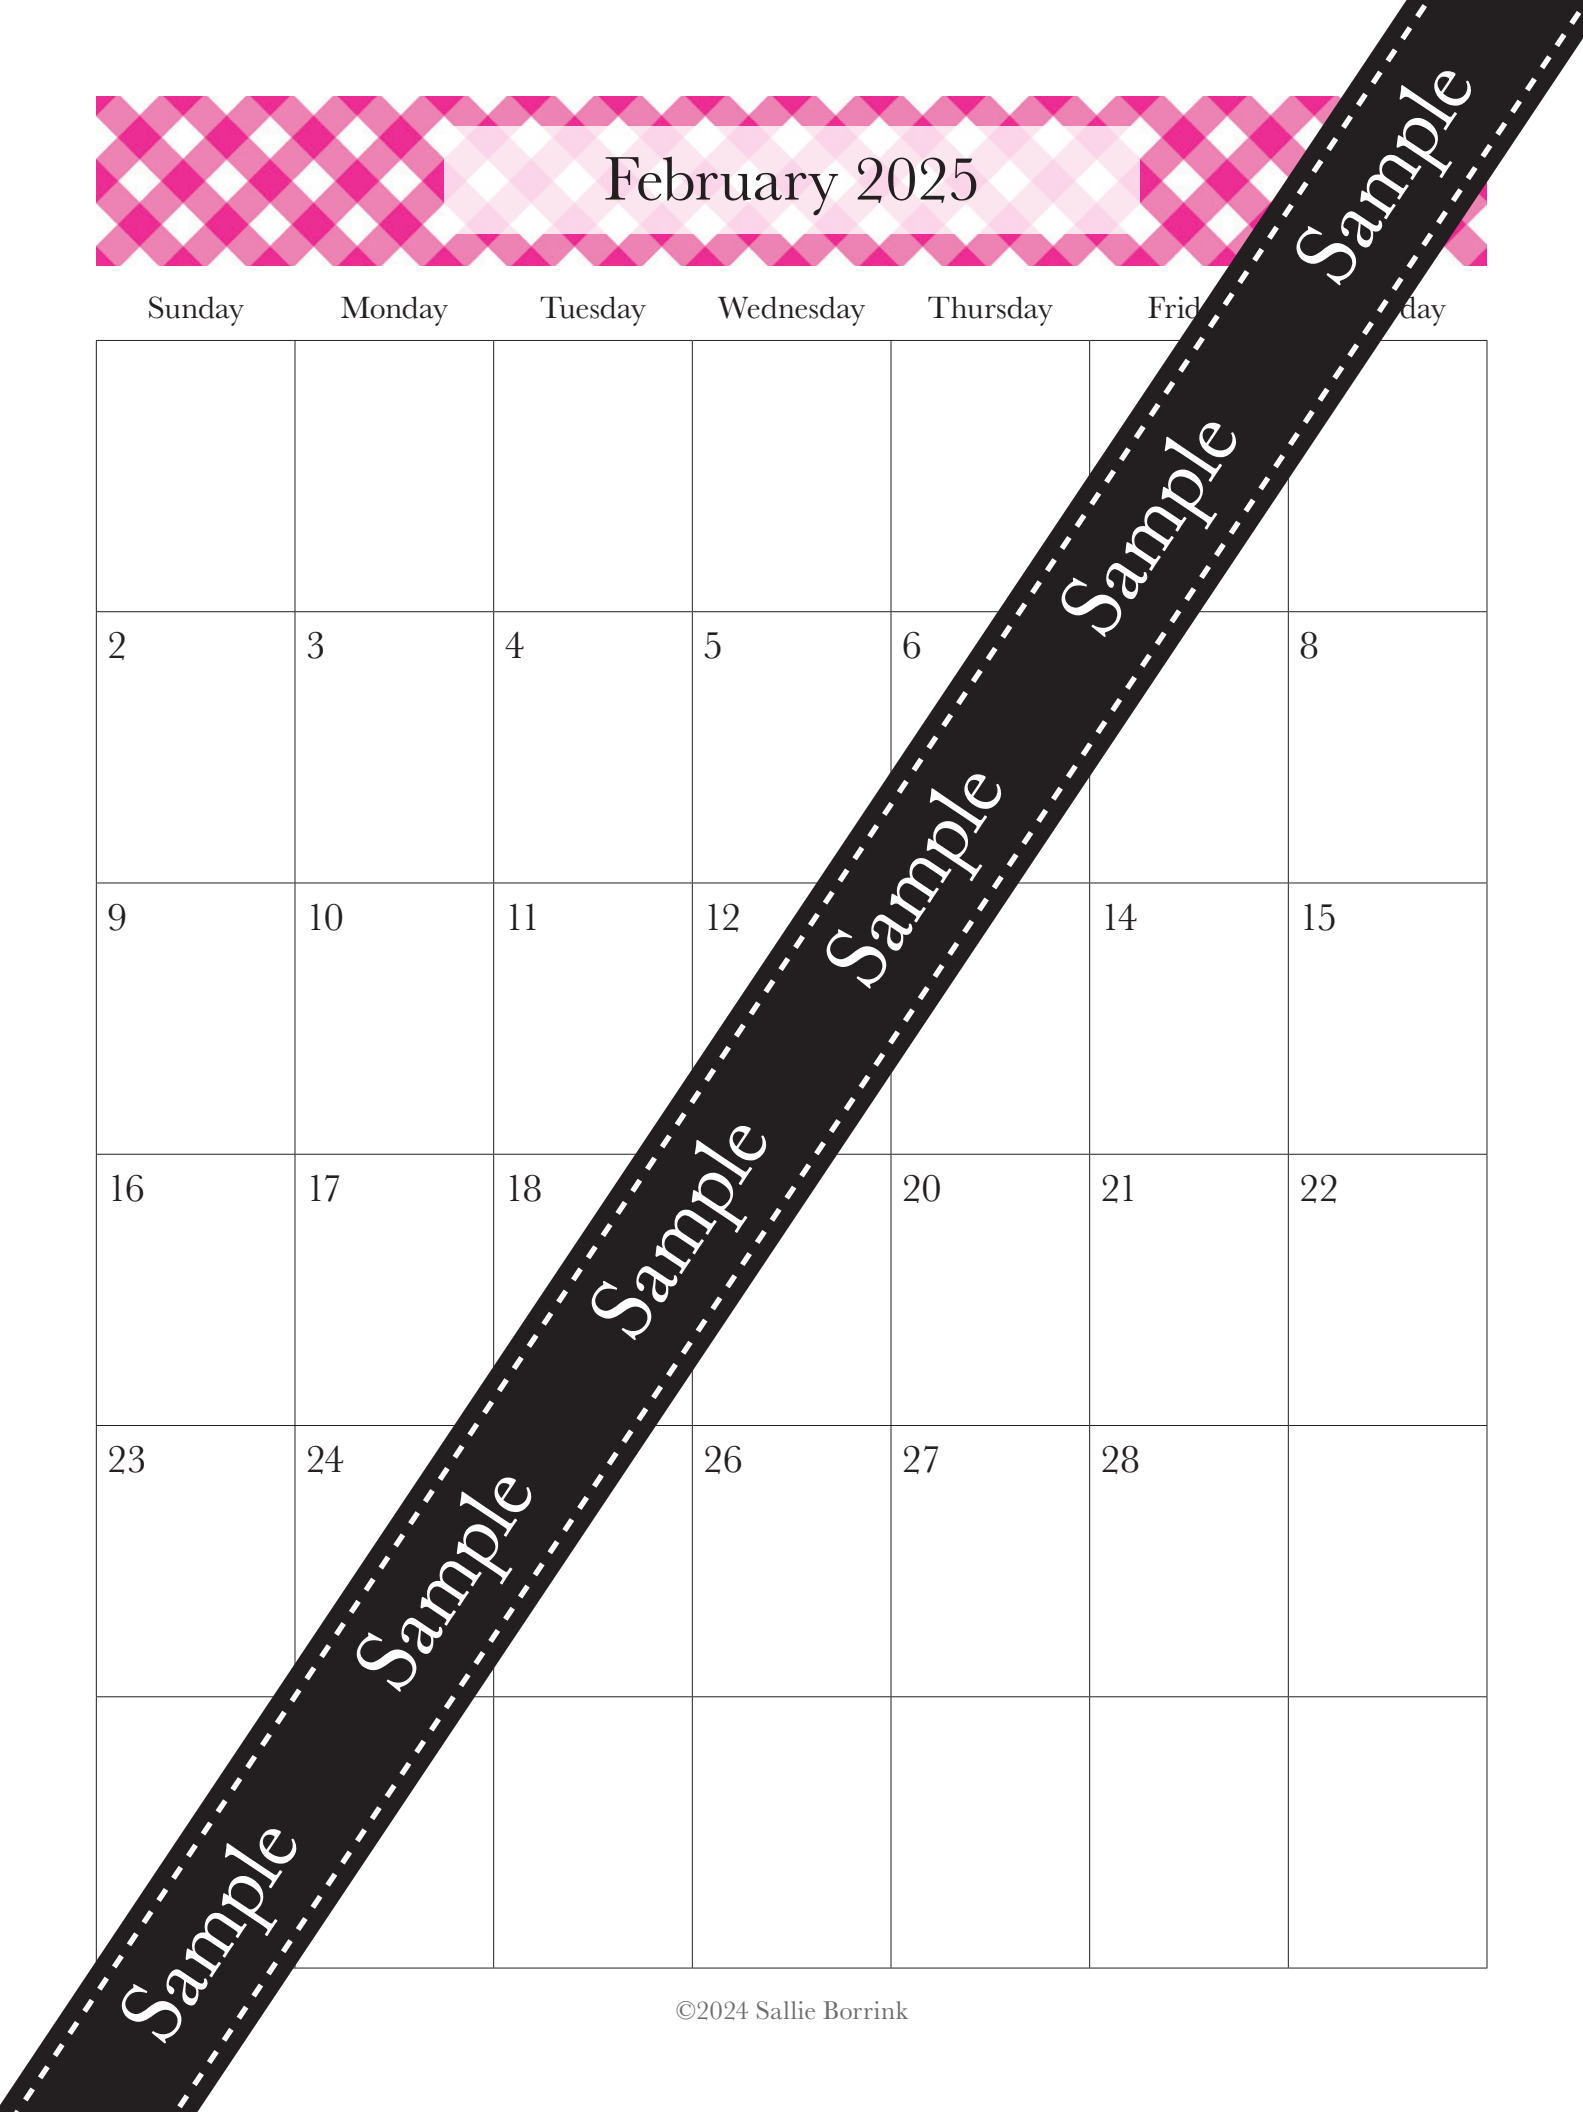 February 2025
Sunday Monday Tuesday Wednesday Thursday Frid day
2 3 4 5 6 8
9 10 11 12 14 15
16 17 18 20 21 22
23 24 26 27 28
Sample
Sample
Sample
Sample
Sample
Sample
©2024 Sallie Borrink